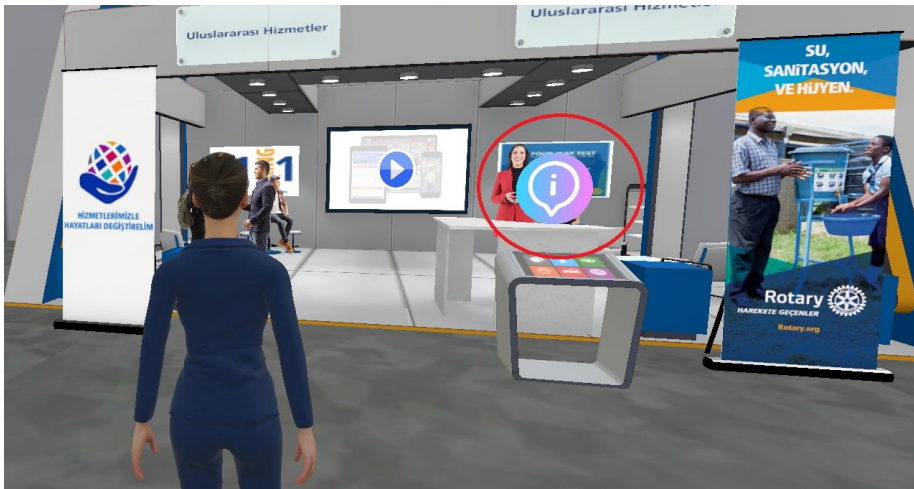 Uluslararası Hizmetler
Uluslararası Hizmetler
HİZMETLERİMİZLE
HAYATLARI DEĞİŞTİRELİM
SU,
SANİTASYON,
VE HİJYEN.
Rotary
HAREKETE GEÇENLER
Rotary.org